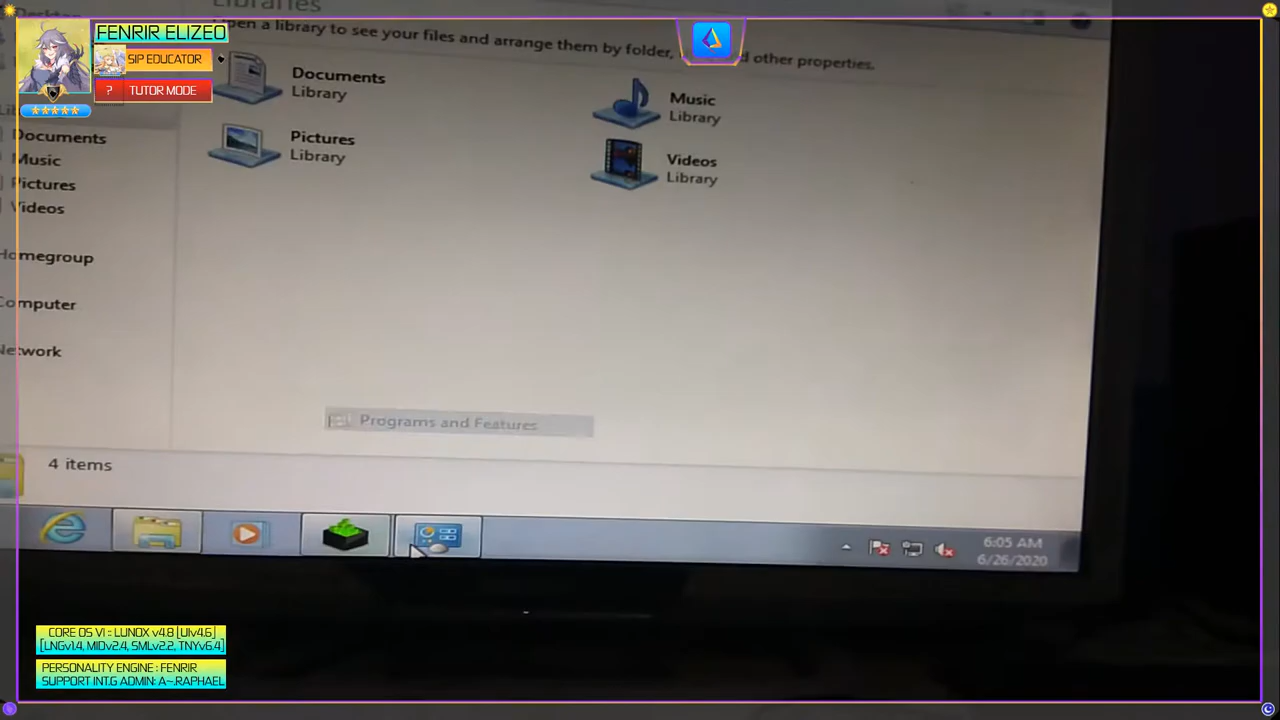 Libraries
Open a library to see your files and arrange them by folder, other properties.
FENRIR ELIZEO
SIP EDUCATOR
? TUTOR MODE
Documents
Library
Music
Library
Pictures
Library
Videos
Library
Documents
Music
Pictures
Videos
Homegroup
Computer
Network
Programs and Features
4 items
6:05 AM
6/26/2020
CORE OS VI :: LUNOX v4.8 [UIv4.6]
[LNGv1.4, MIDv2.4, SMLv2.2, TNYv6.4]
PERSONALITY ENGINE : FENRIR
SUPPORT INT.G ADMIN: A~.RAPHAEL